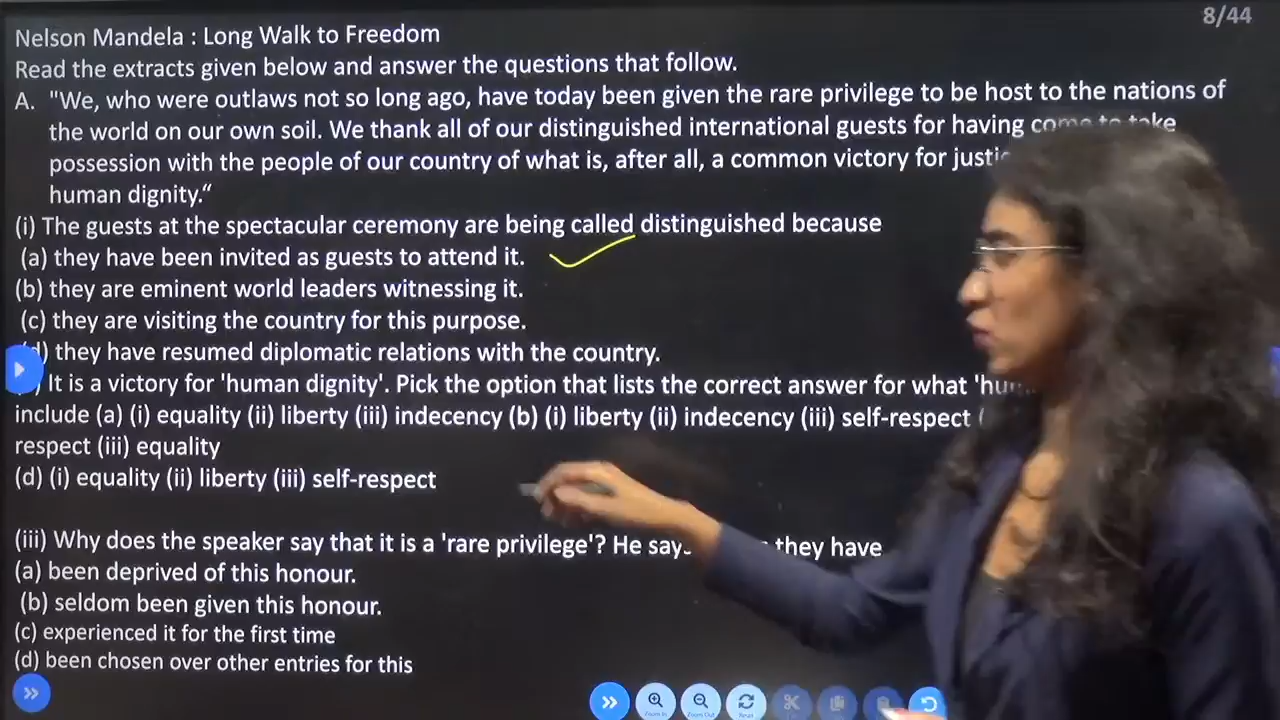 8/44
Nelson Mandela : Long Walk to Freedom
Read the extracts given below and answer the questions that follow.
A. "We, who were outlaws not so long ago, have today been given the rare privilege to be host to the nations of
the world on our own soil. We thank all of our distinguished international guests for having come to take
possession with the people of our country of what is, after all, a common victory for
human dignity.“
(i) The guests at the spectacular ceremony are being called distinguished because
(a) they have been invited as guests to attend it.
(b) they are eminent world leaders witnessing it.
(c) they are visiting the country for this purpose.
) they have resumed diplomatic relations with the country.
) It is a victory for 'human dignity'. Pick the option that lists the correct answer for what
include (a) (i) equality (ii) liberty (iii) indecency (b) (i) liberty (ii) indecency (iii) self-respect (
respect (iii) equality
(d) (i) equality (ii) liberty (iii) self-respect
(iii) Why does the speaker say that it is a 'rare privilege'? He they have
(a) been deprived of this honour.
(b) seldom been given this honour.
(c) experienced it for the first time
(d) been chosen over other entries for this
Zoom In Zoom Out Reset